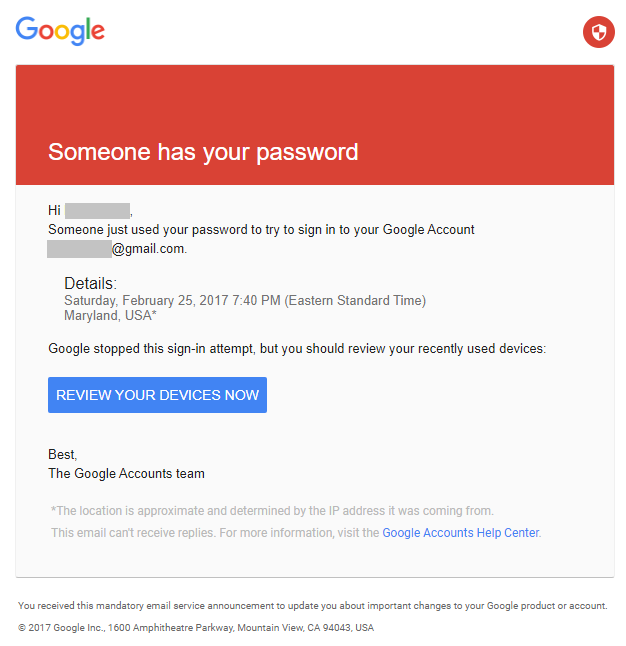 Google
Someone has your password
Hi ,
Someone just used your password to try to sign in to your Google Account
@gmail.com.
Details:
Saturday, February 25, 2017 7:40 PM (Eastern Standard Time)
Maryland, USA*
Google stopped this sign-in attempt, but you should review your recently used devices:
REVIEW YOUR DEVICES NOW
Best,
The Google Accounts team
*The location is approximate and determined by the IP address it was coming from.
This email can't receive replies. For more information, visit the Google Accounts Help Center.
You received this mandatory email service announcement to update you about important changes to your Google product or account.
© 2017 Google Inc., 1600 Amphitheatre Parkway, Mountain View, CA 94043, USA